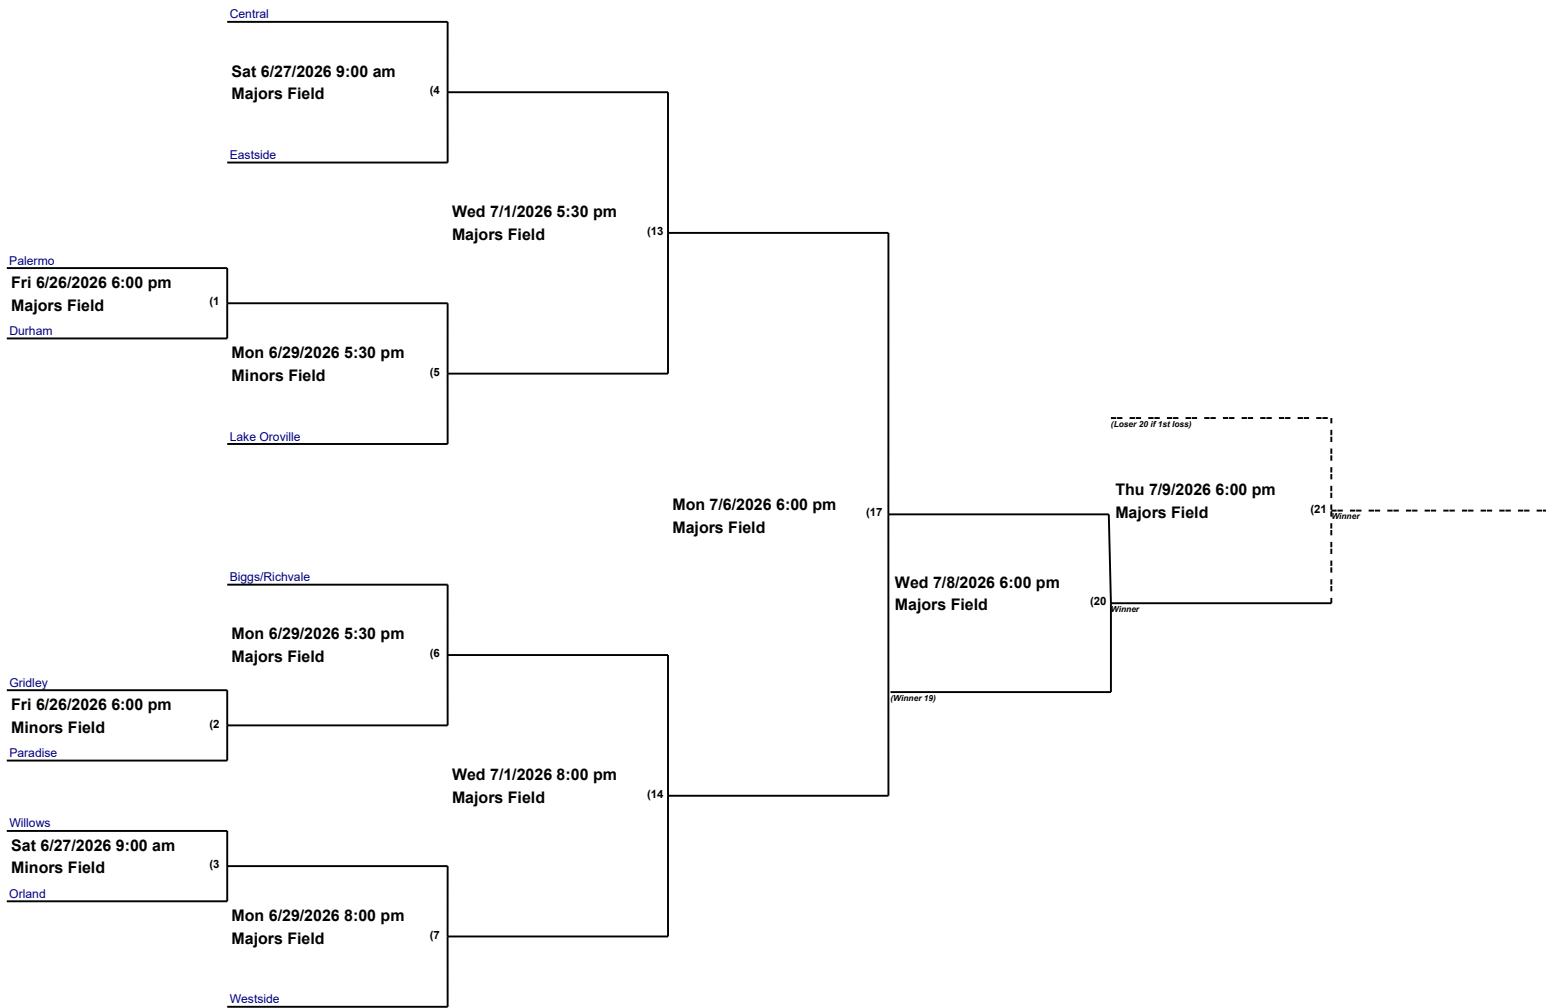 Central
Sat 6/27/2026 9:00 am
Majors Field
(4
Eastside
Wed 7/1/2026 5:30 pm
Majors Field
(13
Palermo
Fri 6/26/2026 6:00 pm
Majors Field
(1
Durham
Mon 6/29/2026 5:30 pm
Minors Field
(5
Lake Oroville
(Loser 20 if 1st loss)
Thu 7/9/2026 6:00 pm
Majors Field
(21
Winner
Mon 7/6/2026 6:00 pm
Majors Field
(17
Biggs/Richvale
Wed 7/8/2026 6:00 pm
Majors Field
(20
Winner
Mon 6/29/2026 5:30 pm
Majors Field
(6
Gridley
Fri 6/26/2026 6:00 pm
Minors Field
(2
Paradise
(Winner 19)
Wed 7/1/2026 8:00 pm
Majors Field
(14
Willows
Sat 6/27/2026 9:00 am
Minors Field
(3
Orland
Mon 6/29/2026 8:00 pm
Majors Field
(7
Westside